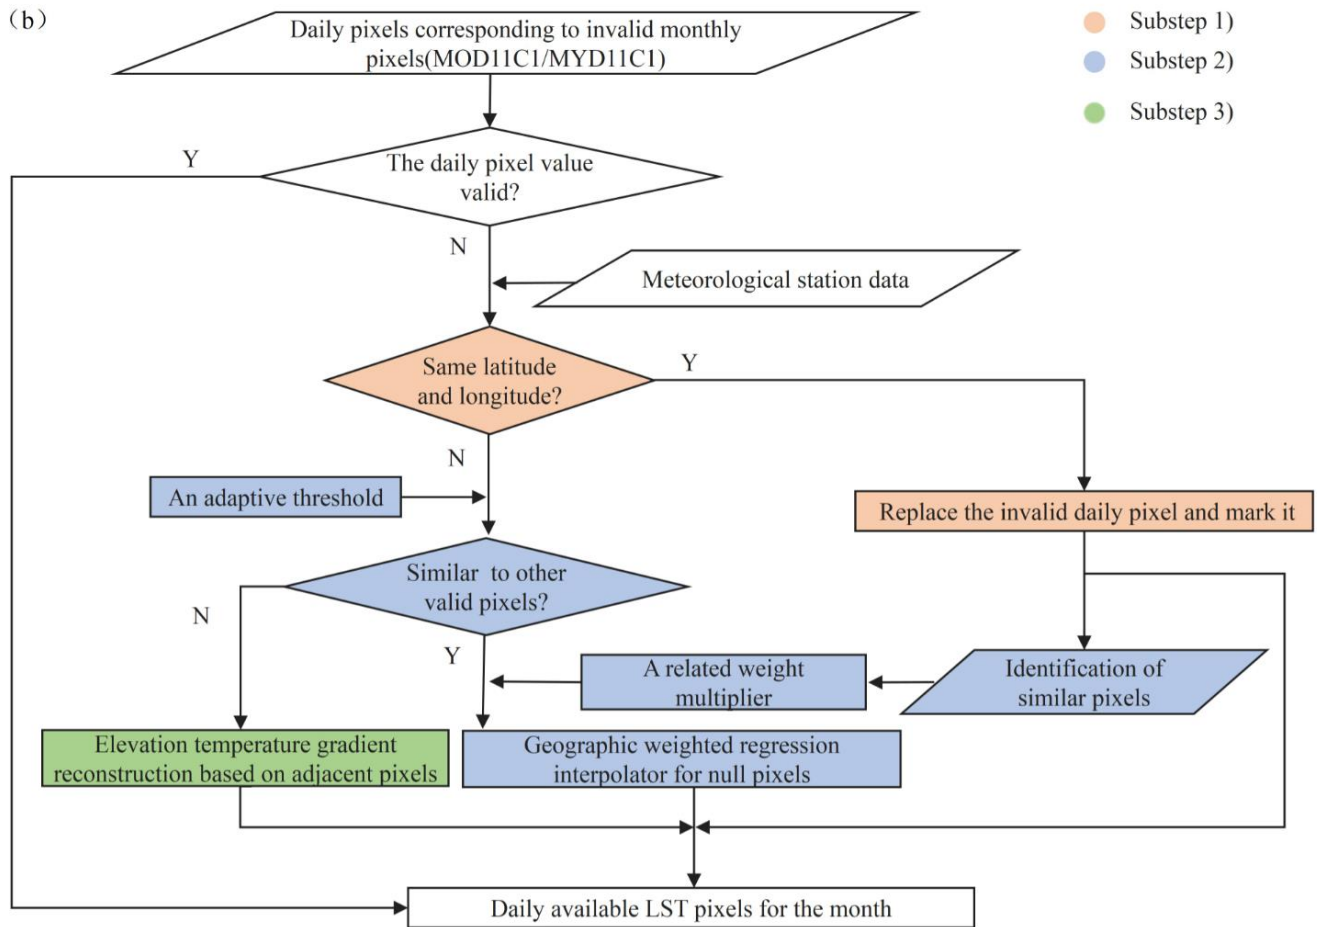 (b)
Daily pixels corresponding to invalid monthly
pixels(MOD11C1/MYD11C1)
Substep 1)
Substep 2)
Substep 3)
The daily pixel value
valid?
Y
N
Meteorological station data
Same latitude
and longitude?
Y
N
An adaptive threshold
Replace the invalid daily pixel and mark it
Similar to other
valid pixels?
N
Y
A related weight
multiplier
Identification of
similar pixels
Elevation temperature gradient
reconstruction based on adjacent pixels
Geographic weighted regression
interpolator for null pixels
Daily available LST pixels for the month